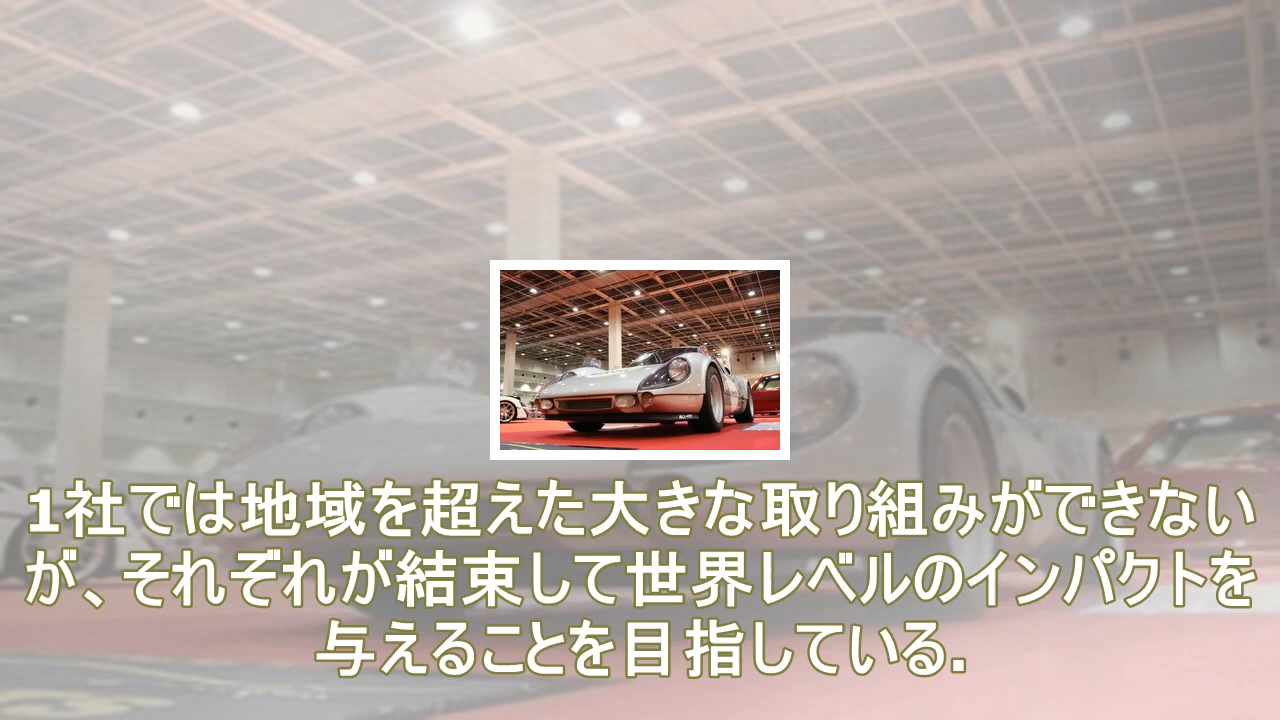 1社では地域を超えた大きな取り組みができない
が、それぞれが結束して世界レベルのインパクトを
与えることを目指している.